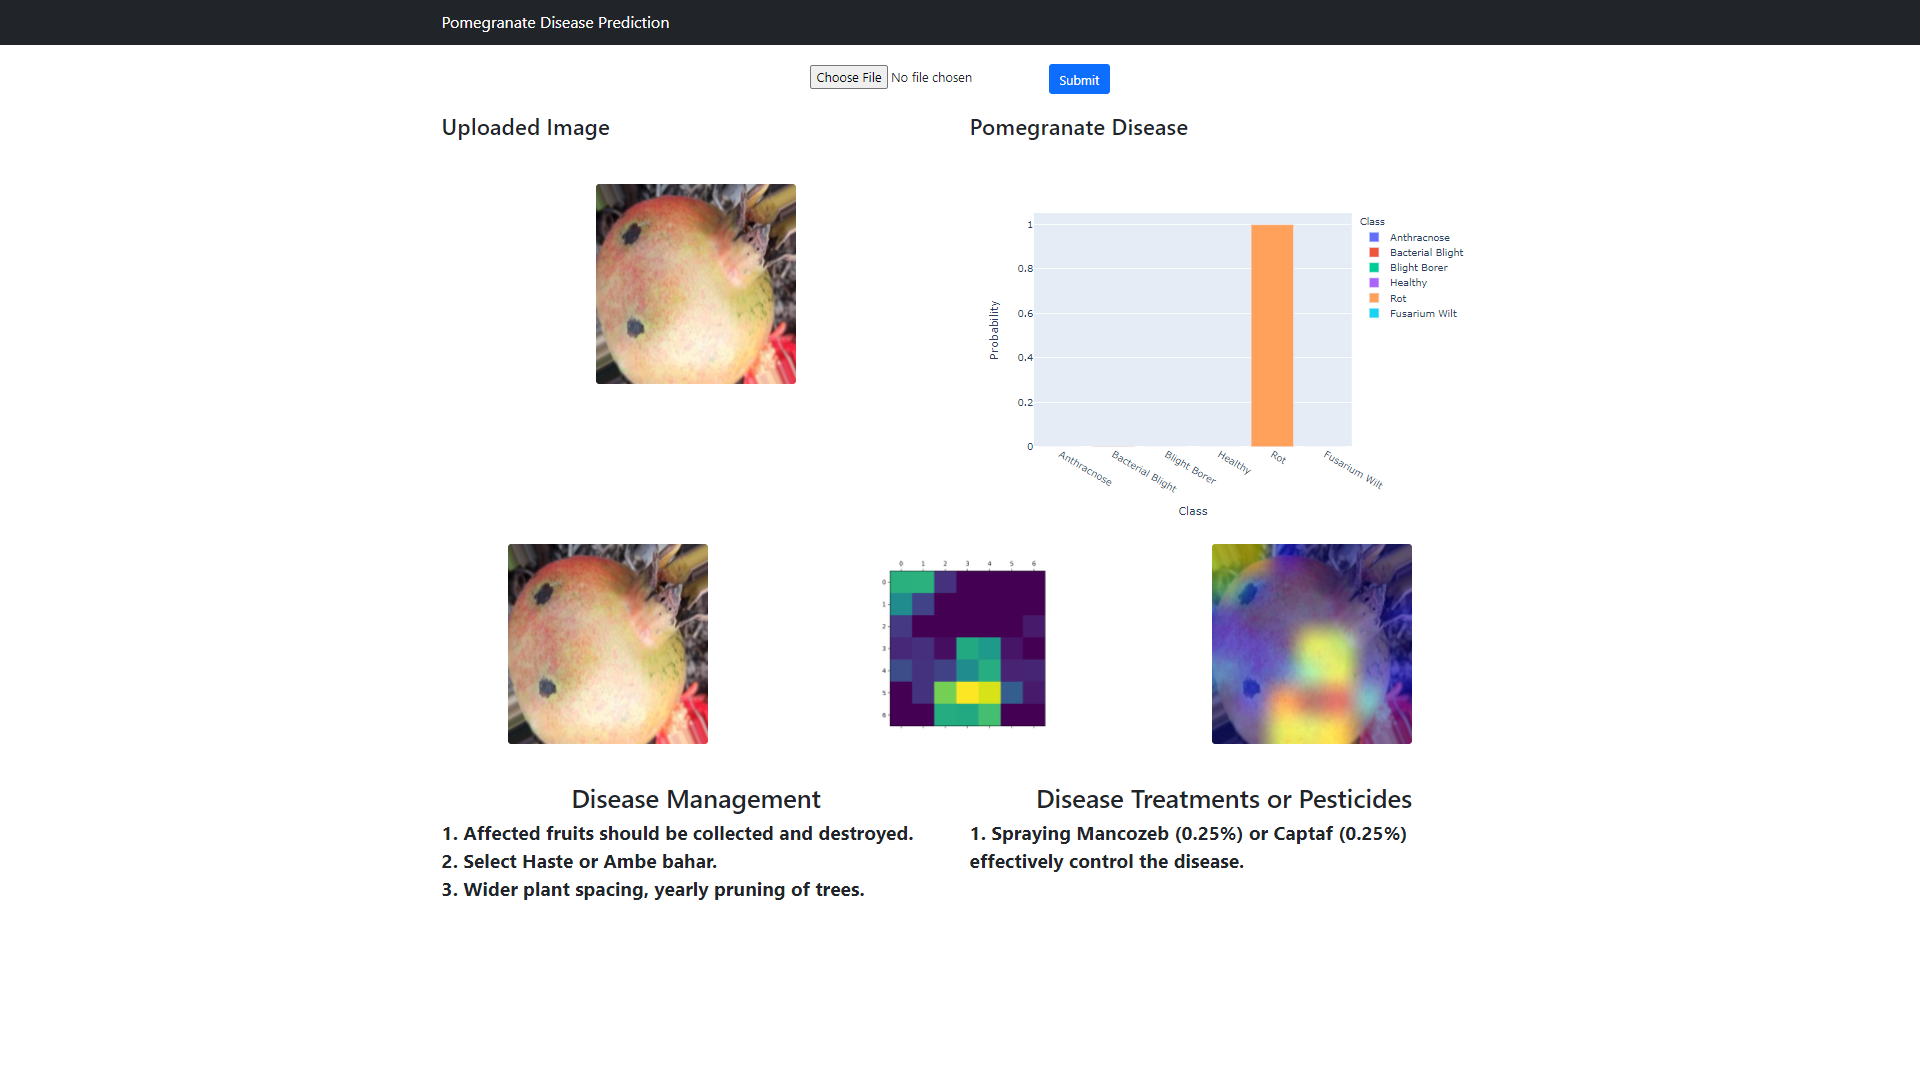 Pomegranate Disease Prediction
Choose File No file chosen
Submit
Uploaded Image
Pomegranate Disease
Probability
1
0.8
0.6
0.4
0.2
0
Anthracnose
Bacterial Blight
Blight Borer
Healthy
Rot
Fusarium Wilt
Class
Class
Anthracnose
Bacterial Blight
Blight Borer
Healthy
Rot
Fusarium Wilt
0 1 2 3 4 5 6
0
1
2
3
4
5
6
Disease Management
1. Affected fruits should be collected and destroyed.
2. Select Haste or Ambe bahar.
3. Wider plant spacing, yearly pruning of trees.
Disease Treatments or Pesticides
1. Spraying Mancozeb (0.25%) or Captaf (0.25%)
effectively control the disease.